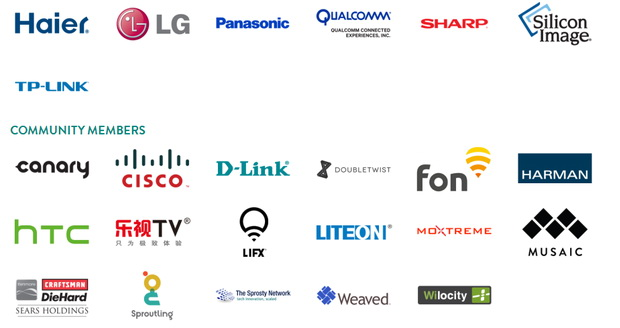 Haier
LG
Panasonic
QUALCOMM
QUALCOMM CONNECTED
EXPERIENCES, INC.
SHARP
Silicon
Image
TP-LINK
COMMUNITY MEMBERS
canary
CISCO
D-Link
DOUBLETWIST
fon
HARMAN
hTC
乐视TV
只为极致体验
LIFX
LITEON
MOXTREME
MUSAIC
CRAFTSMAN
DieHard
SEARS HOLDINGS
Sproutling
The Sprosty Network
Weaved
Wilocity